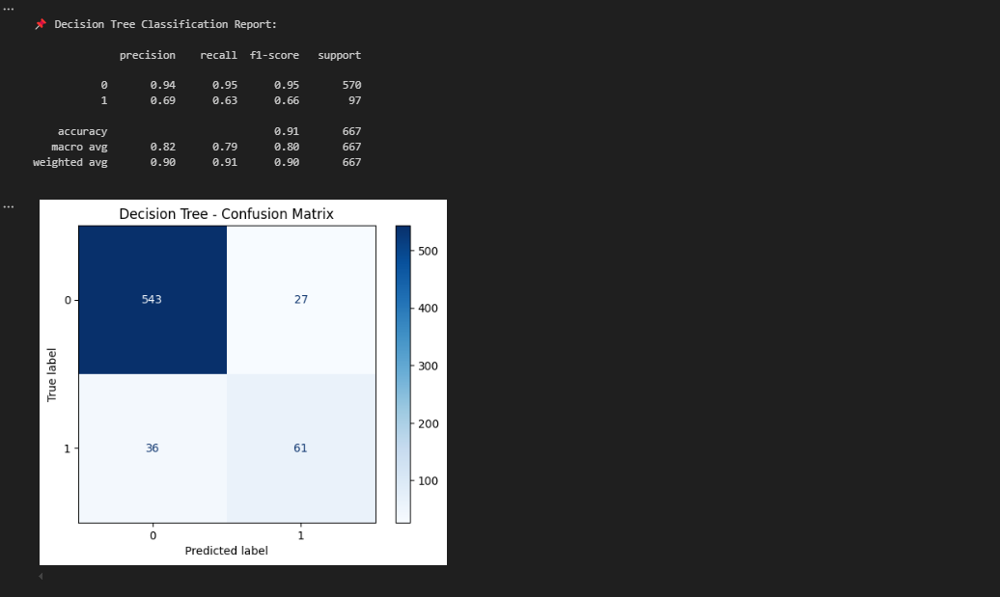 📌 Decision Tree Classification Report:
precision recall f1-score support
0 0.94 0.95 0.95 570
1 0.69 0.63 0.66 97
accuracy 0.91 667
macro avg 0.82 0.79 0.80 667
weighted avg 0.90 0.91 0.90 667
Decision Tree - Confusion Matrix
500
400
300
200
100
0 543 27
True label
1 36 61
0 1
Predicted label